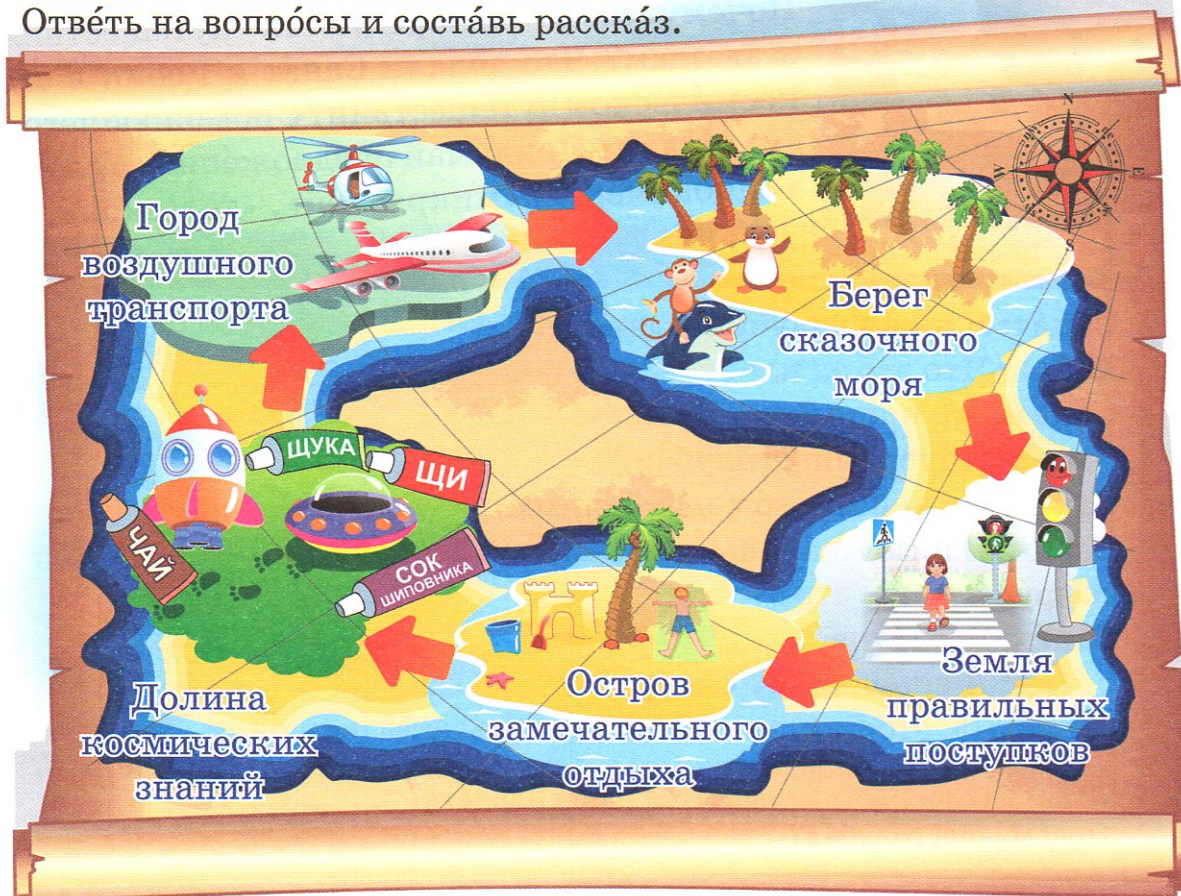 Отве́ть на вопро́сы и соста́вь расска́з.
Город
воздушного
транспорта
Берег
сказочного
моря
N
W
E
S
ЩУКА
ЩИ
ЧАЙ
СОК
ШИПОВНИКА
Земля
правильных
поступков
Остров
замечательного
отдыха
Долина
космических
знаний